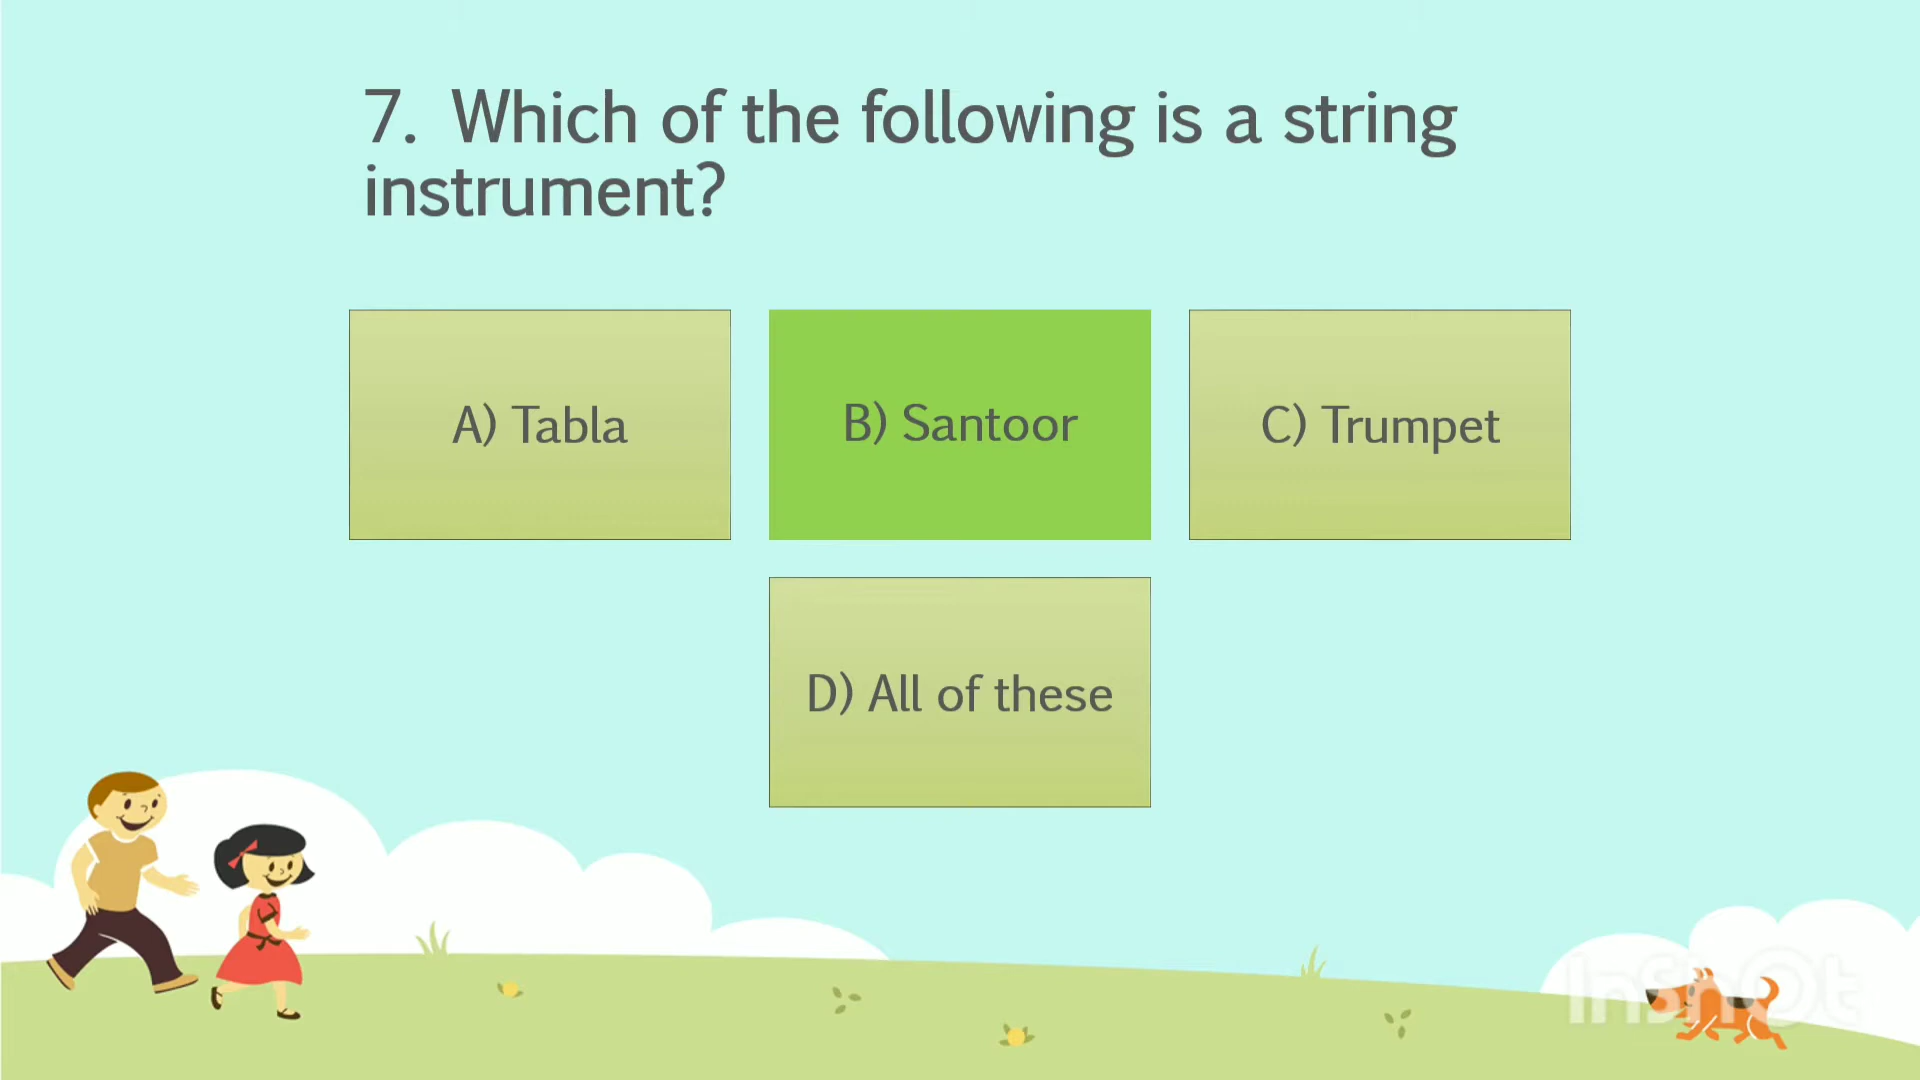 7. Which of the following is a string
instrument?
A) Tabla
B) Santoor
C) Trumpet
D) All of these
InShOt